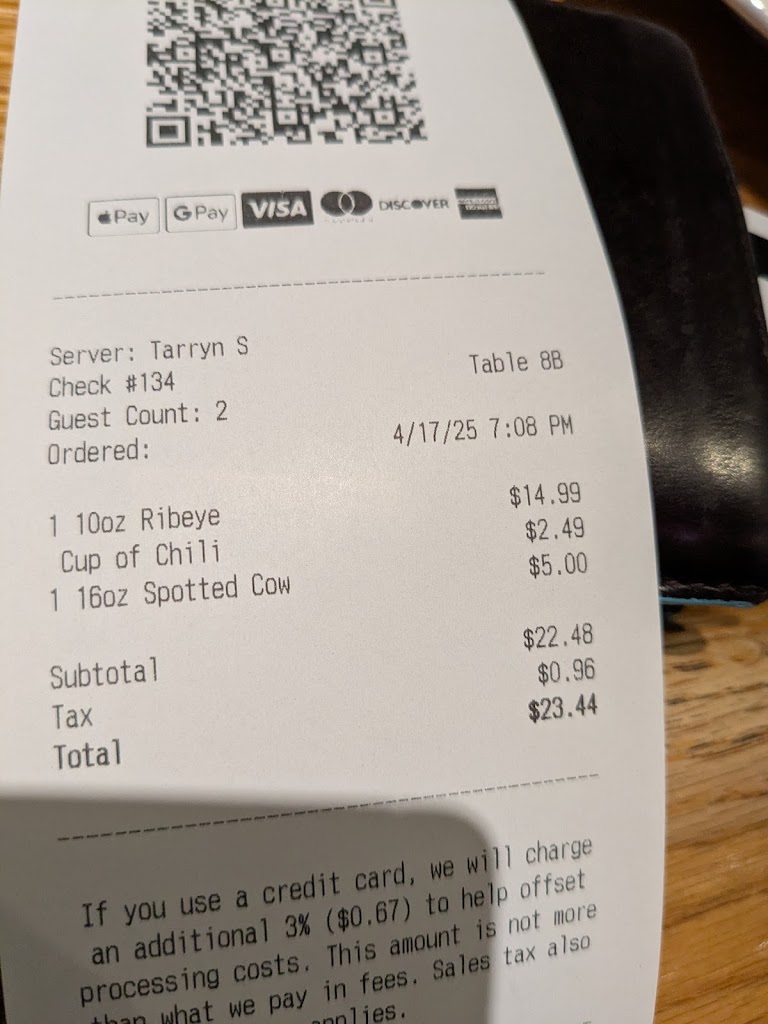 Pay GPay VISA DISCOVER
Server: Tarryn S
Check #134 Table 8B
Guest Count: 2
Ordered: 4/17/25 7:08 PM
1 10oz Ribeye $14.99
Cup of Chili $2.49
1 16oz Spotted Cow $5.00
Subtotal $22.48
Tax $0.96
Total $23.44
If you use a credit card, we will charge
an additional 3% ($0.67) to help offset
processing costs. This amount is not more
than what we pay in fees. Sales tax also
applies.